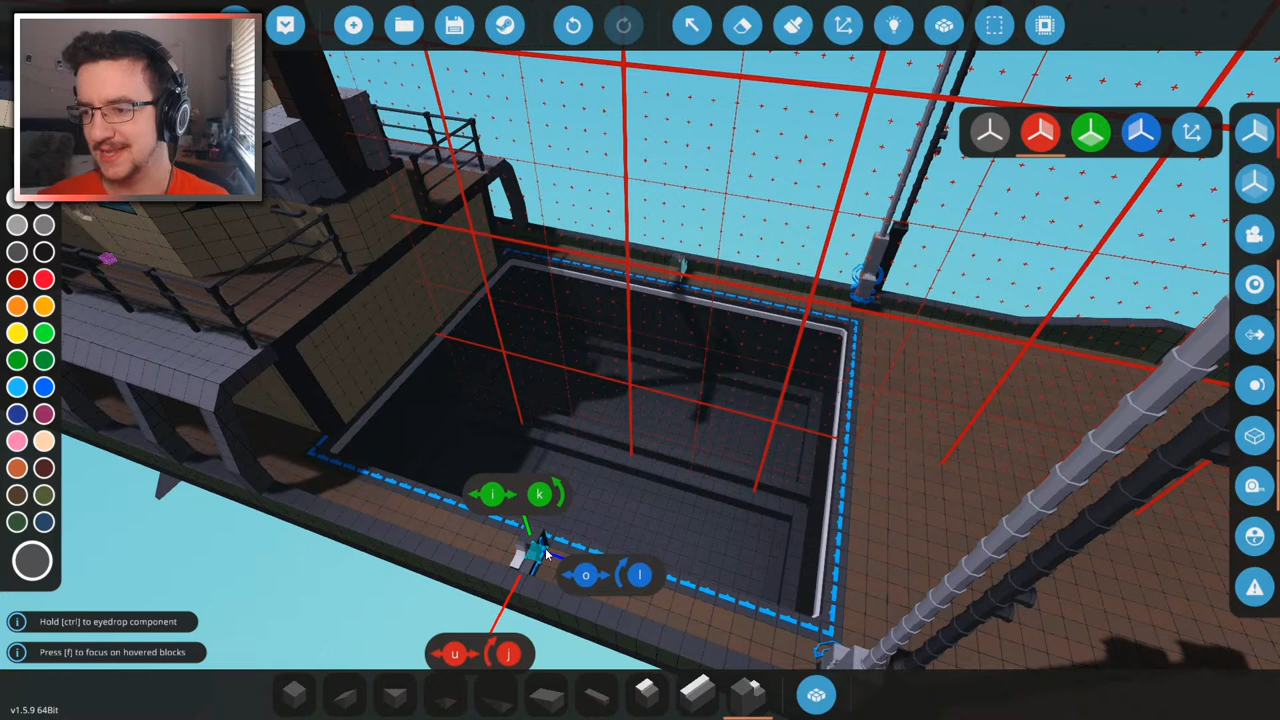 i k
o l
u j
Hold [ctrl] to eyedrop component
Press [f] to focus on hovered blocks
v1.5.9 64Bit